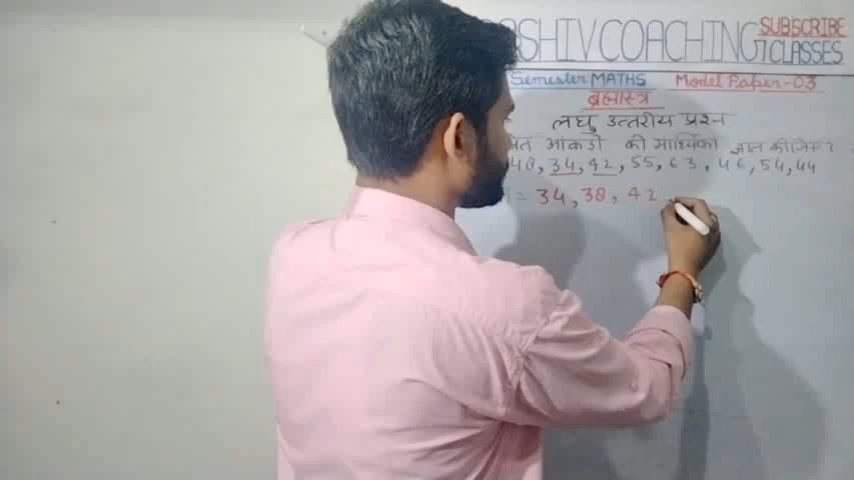 SHIV COACHING CLASSES
SUBSCRIBE
Semester MATHS Model Paper-03
ब्रह्मास्त्र
लघु उत्तरीय प्रश्न
आंकड़ों की माध्यिका ज्ञात कीजिए ?
48, 34, 42, 55, 63, 46, 54, 44
= 34, 38, 42